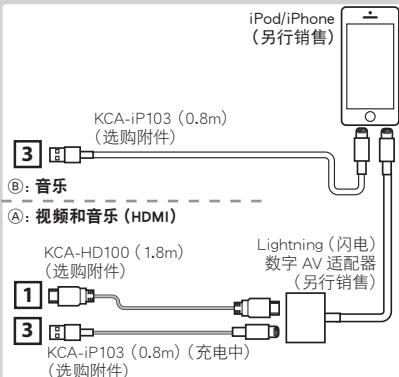 iPod/iPhone
（另行销售）
KCA-iP103（0.8m）
（选购附件）
3
Ⓑ: 音乐
Ⓐ: 视频和音乐（HDMI）
KCA-HD100（1.8m）
（选购附件）
Lightning（闪电）
数字 AV 适配器
（另行销售）
1
3
KCA-iP103（0.8m）（充电中）
（选购附件）